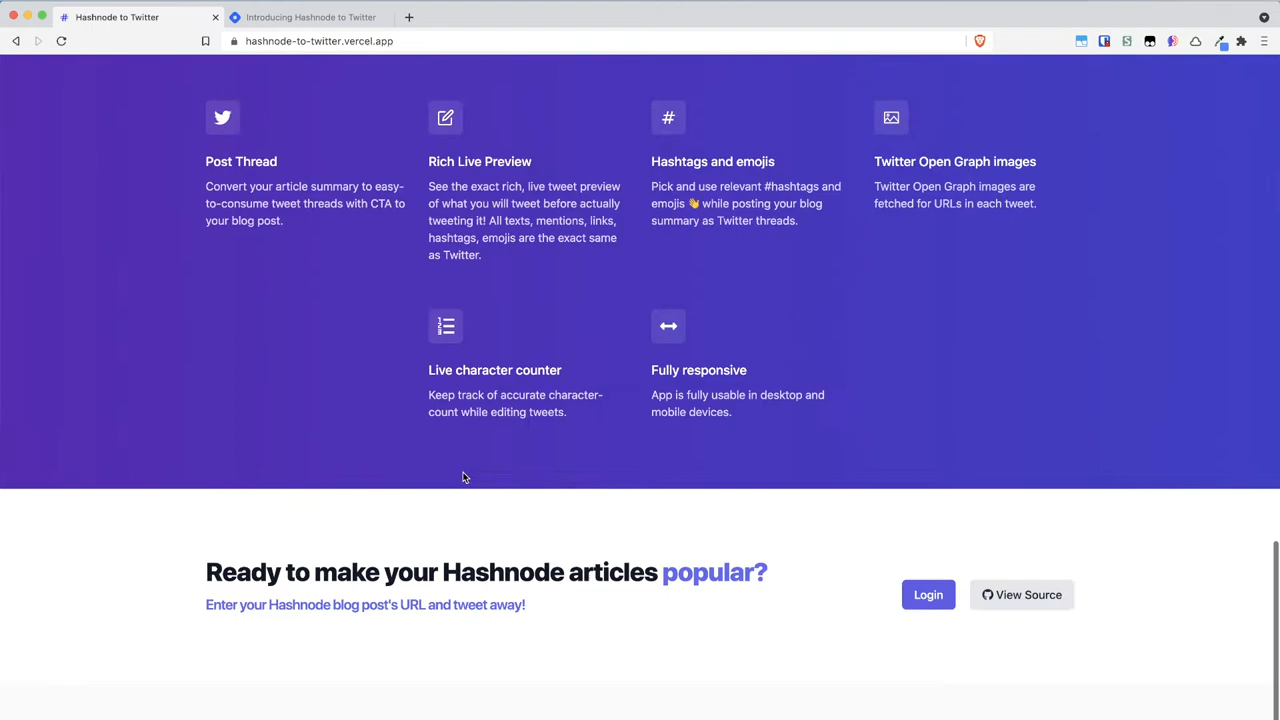 Hashnode to Twitter
Introducing Hashnode to Twitter
hashnode-to-twitter.vercel.app
Post Thread
Convert your article summary to easy-
to-consume tweet threads with CTA to
your blog post.
Rich Live Preview
See the exact rich, live tweet preview
of what you will tweet before actually
tweeting it! All texts, mentions, links,
hashtags, emojis are the exact same
as Twitter.
Hashtags and emojis
Pick and use relevant #hashtags and
emojis 👋 while posting your blog
summary as Twitter threads.
Twitter Open Graph images
Twitter Open Graph images are
fetched for URLs in each tweet.
Live character counter
Keep track of accurate character-
count while editing tweets.
Fully responsive
App is fully usable in desktop and
mobile devices.
Ready to make your Hashnode articles popular?
Enter your Hashnode blog post's URL and tweet away!
Login
View Source